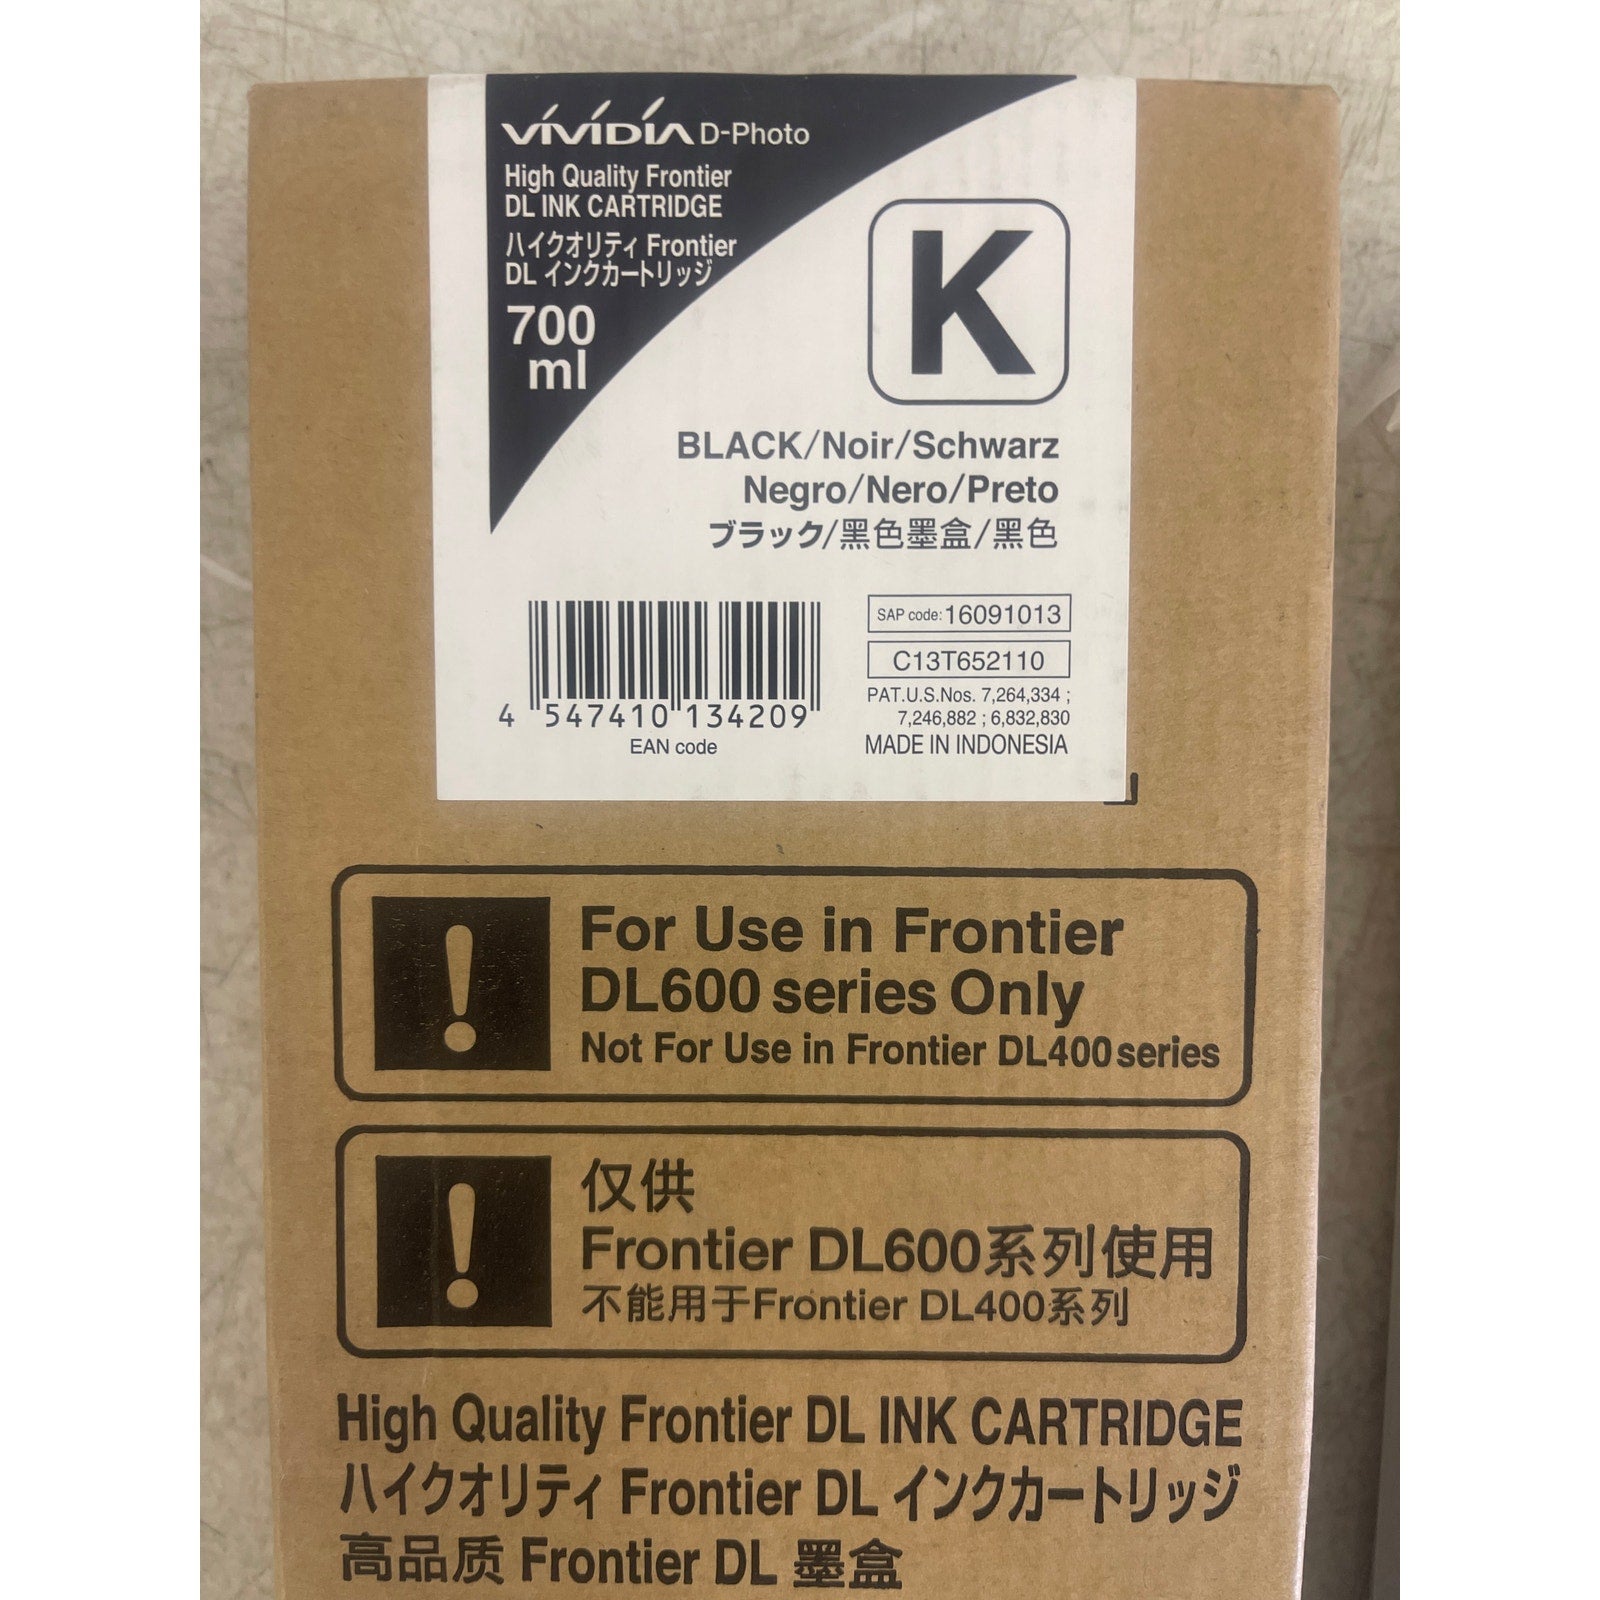 ViViDiA D-Photo
High Quality Frontier
DL INK CARTRIDGE
ハイクオリティ Frontier
DL インクカートリッジ
700
ml
K
BLACK/Noir/Schwarz
Negro/Nero/Preto
ブラック/黑色墨盒/黒色
SAP code: 16091013
C13T652110
PAT.U.S.Nos. 7,264,334 ;
7,246,882 ; 6,832,830
MADE IN INDONESIA
4 547410 134209
EAN code
For Use in Frontier
DL600 series Only
Not For Use in Frontier DL400 series
仅供
Frontier DL600系列使用
不能用于Frontier DL400系列
High Quality Frontier DL INK CARTRIDGE
ハイクオリティ Frontier DL インクカートリッジ
高品质 Frontier DL 墨盒